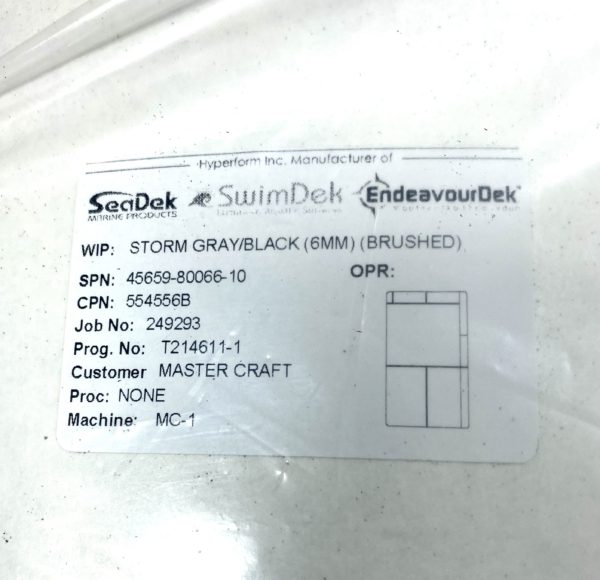 Hyperform Inc. Manufacturer of
SeaDek SwimDek EndeavourDek
MARINE PRODUCTS
WIP: STORM GRAY/BLACK (6MM) (BRUSHED)
SPN: 45659-80066-10 OPR:
CPN: 554556B
Job No: 249293
Prog. No: T214611-1
Customer MASTER CRAFT
Proc: NONE
Machine: MC-1